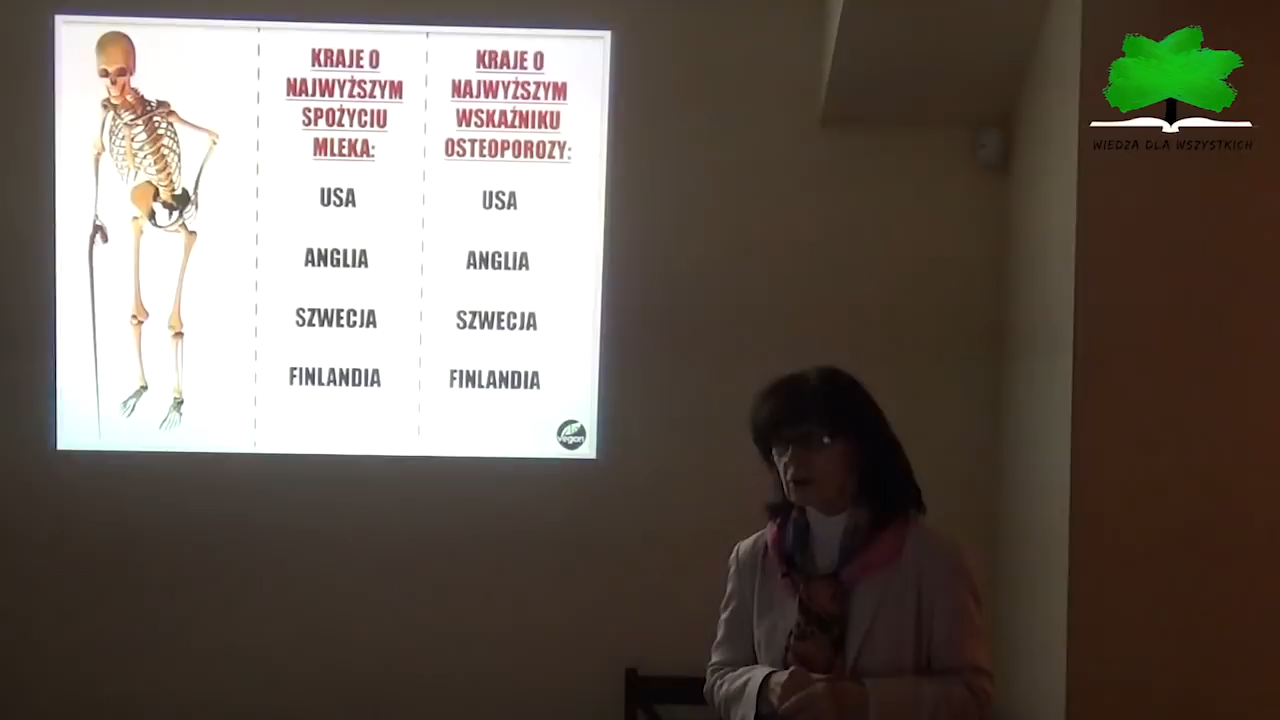 KRAJE O
NAJWYŻSZYM
SPOŻYCIU
MLEKA:
USA
ANGLIA
SZWECJA
FINLANDIA
KRAJE O
NAJWYŻSZYM
WSKAŹNIKU
OSTEOPOROZY:
USA
ANGLIA
SZWECJA
FINLANDIA
vegan
WIEDZA DLA WSZYSTKICH